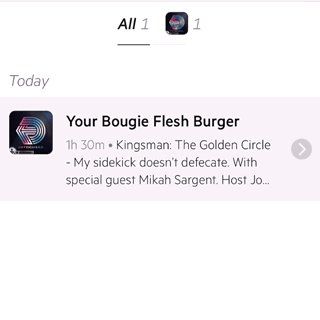 All 1 1
Today
Your Bougie Flesh Burger
1h 30m • Kingsman: The Golden Circle
- My sidekick doesn't defecate. With
special guest Mikah Sargent. Host Jo...